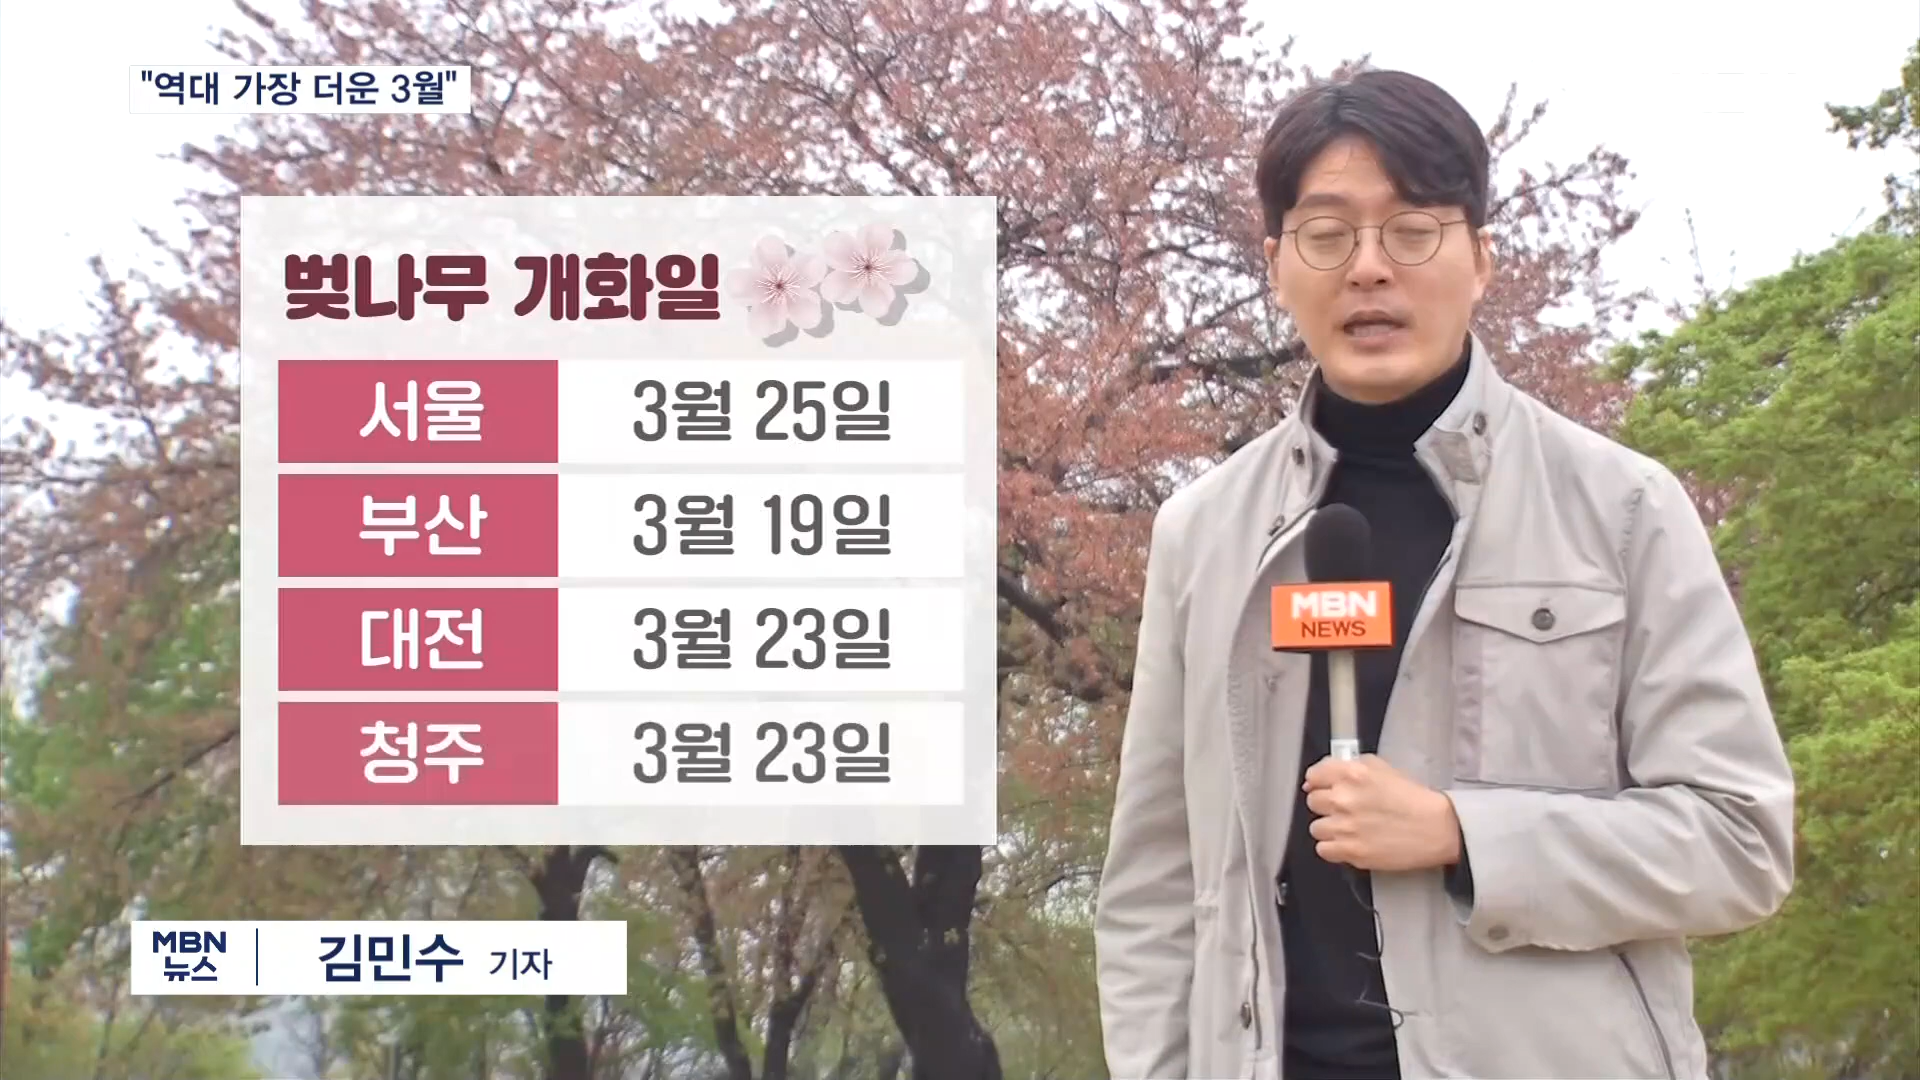 "역대 가장 더운 3월"
벚나무 개화일
서울 3월 25일
부산 3월 19일
대전 3월 23일
청주 3월 23일
MBN
NEWS
MBN
뉴스
김민수 기자